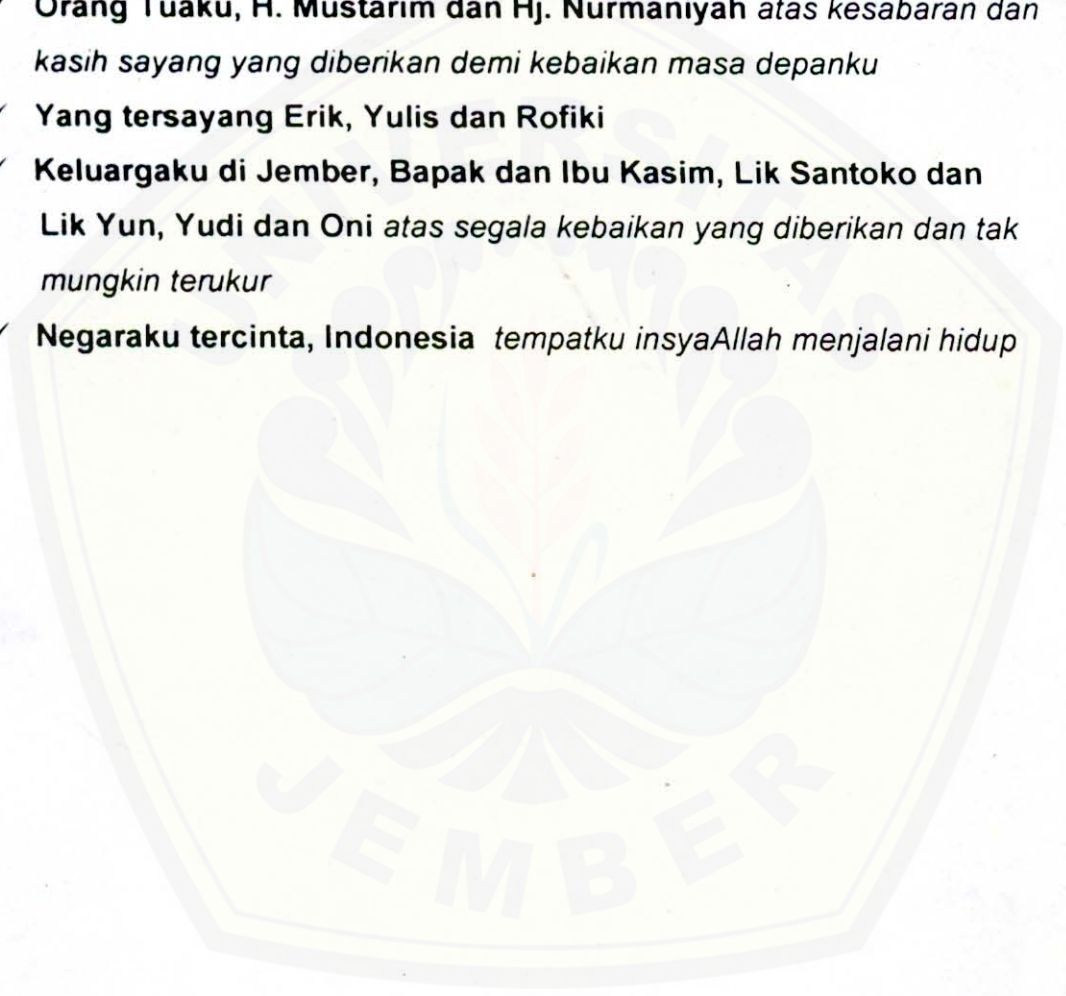 Orang Tuaku, H. Mustarim dan Hj. Nurmaniyah atas kesabaran dan
kasih sayang yang diberikan demi kebaikan masa depanku
✓ Yang tersayang Erik, Yulis dan Rofiki
✓ Keluargaku di Jember, Bapak dan Ibu Kasim, Lik Santoko dan
Lik Yun, Yudi dan Oni atas segala kebaikan yang diberikan dan tak
mungkin terukur
✓ Negaraku tercinta, Indonesia tempatku insyaAllah menjalani hidup
UNIVERSITAS
JEMBER